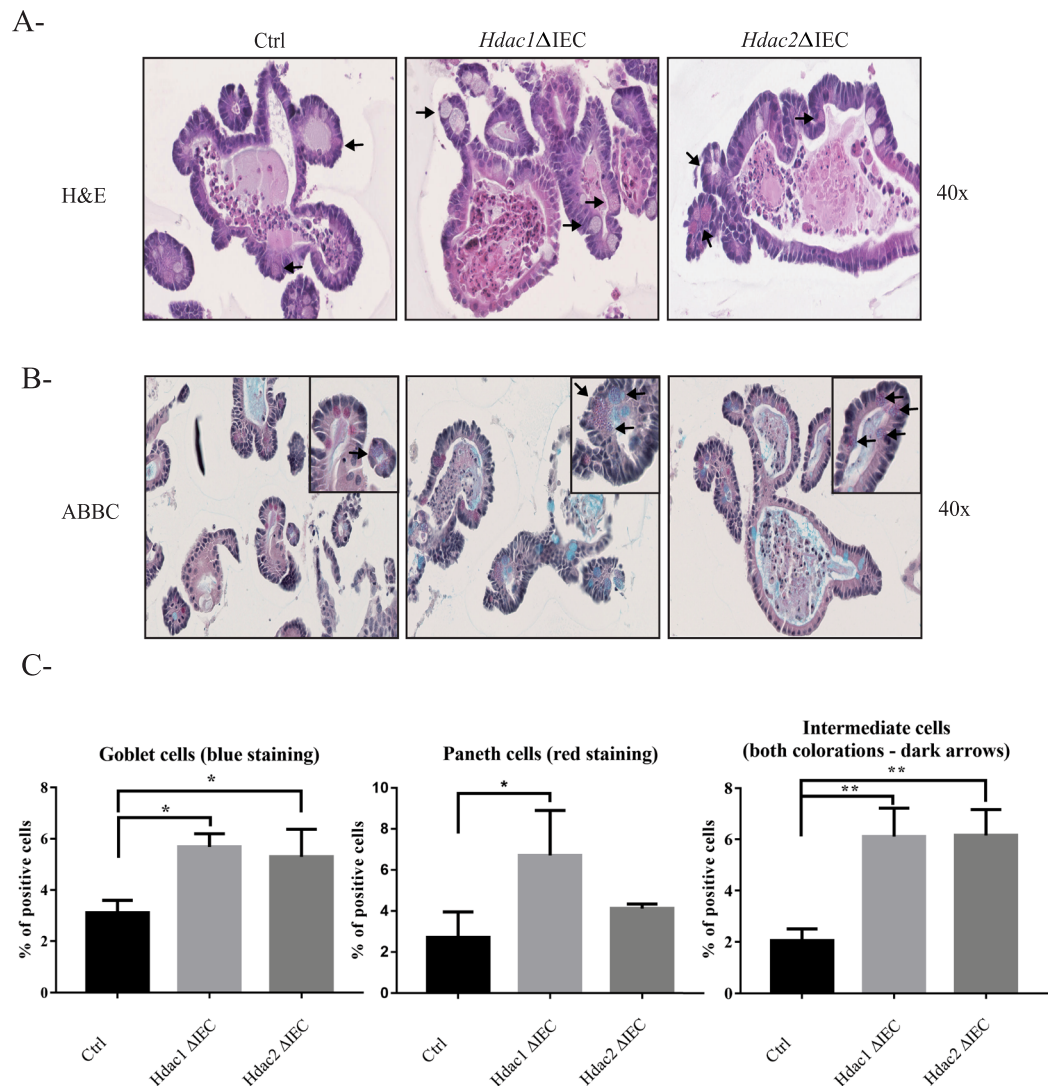 A-
Ctrl
Hdac1ΔIEC
Hdac2ΔIEC
H&E
40x
B-
ABBC
40x
C-
Goblet cells (blue staining)
% of positive cells
8
6
4
2
0
*
*
Ctrl
Hdac1 ΔIEC
Hdac2 ΔIEC
Paneth cells (red staining)
% of positive cells
10
8
6
4
2
0
*
Ctrl
Hdac1 ΔIEC
Hdac2 ΔIEC
Intermediate cells
(both colorations - dark arrows)
% of positive cells
8
6
4
2
0
**
**
Ctrl
Hdac1 ΔIEC
Hdac2 ΔIEC